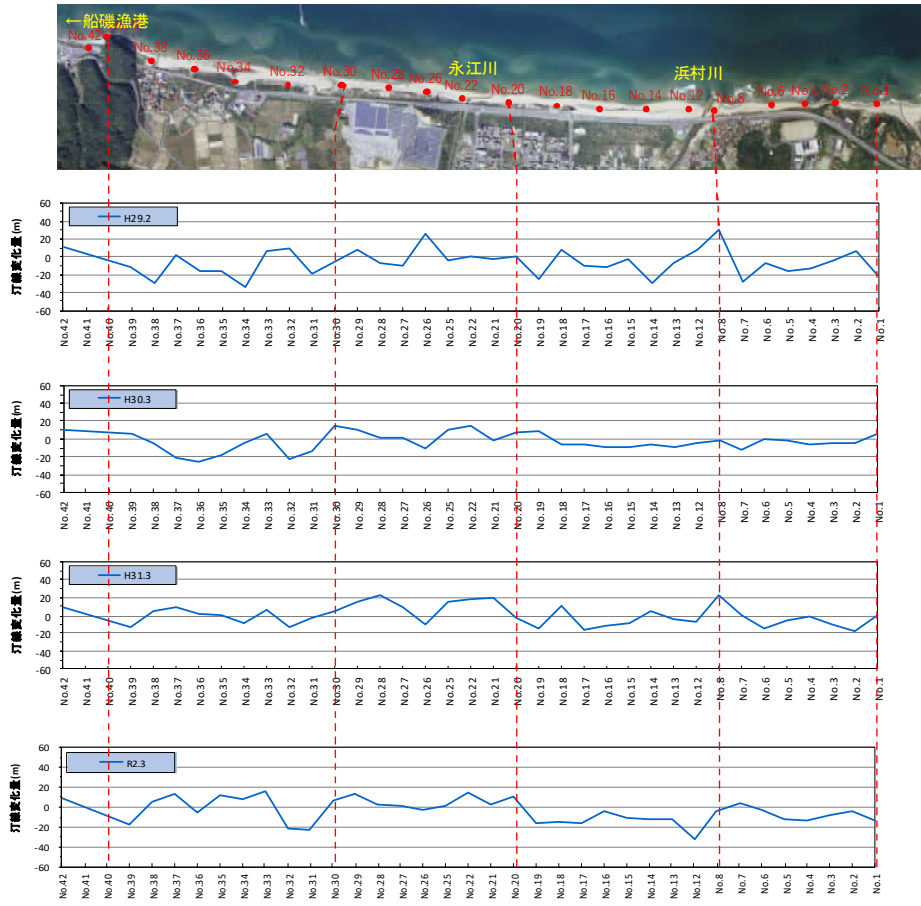 ←船磯漁港
No.42
No.38
No.36
No.34
No.32
No.30
No.28
No.26
永江川
No.22
No.20
No.18
No.16
No.14
No.12
浜村川
No.8
No.6
No.4
No.2
No.1
汀線変化量(m)
60
40
20
0
-20
-40
-60
H29.2
No.42 No.41 No.40 No.39 No.38 No.37 No.36 No.35 No.34 No.33 No.32 No.31 No.30 No.29 No.28 No.27 No.26 No.25 No.22 No.21 No.20 No.19 No.18 No.17 No.16 No.15 No.14 No.13 No.12 No.8 No.7 No.6 No.5 No.4 No.3 No.2 No.1
汀線変化量(m)
60
40
20
0
-20
-40
-60
H30.3
No.42 No.41 No.40 No.39 No.38 No.37 No.36 No.35 No.34 No.33 No.32 No.31 No.30 No.29 No.28 No.27 No.26 No.25 No.22 No.21 No.20 No.19 No.18 No.17 No.16 No.15 No.14 No.13 No.12 No.8 No.7 No.6 No.5 No.4 No.3 No.2 No.1
汀線変化量(m)
60
40
20
0
-20
-40
-60
H31.3
No.42 No.41 No.40 No.39 No.38 No.37 No.36 No.35 No.34 No.33 No.32 No.31 No.30 No.29 No.28 No.27 No.26 No.25 No.22 No.21 No.20 No.19 No.18 No.17 No.16 No.15 No.14 No.13 No.12 No.8 No.7 No.6 No.5 No.4 No.3 No.2 No.1
汀線変化量(m)
60
40
20
0
-20
-40
-60
R2.3
No.42 No.41 No.40 No.39 No.38 No.37 No.36 No.35 No.34 No.33 No.32 No.31 No.30 No.29 No.28 No.27 No.26 No.25 No.22 No.21 No.20 No.19 No.18 No.17 No.16 No.15 No.14 No.13 No.12 No.8 No.7 No.6 No.5 No.4 No.3 No.2 No.1